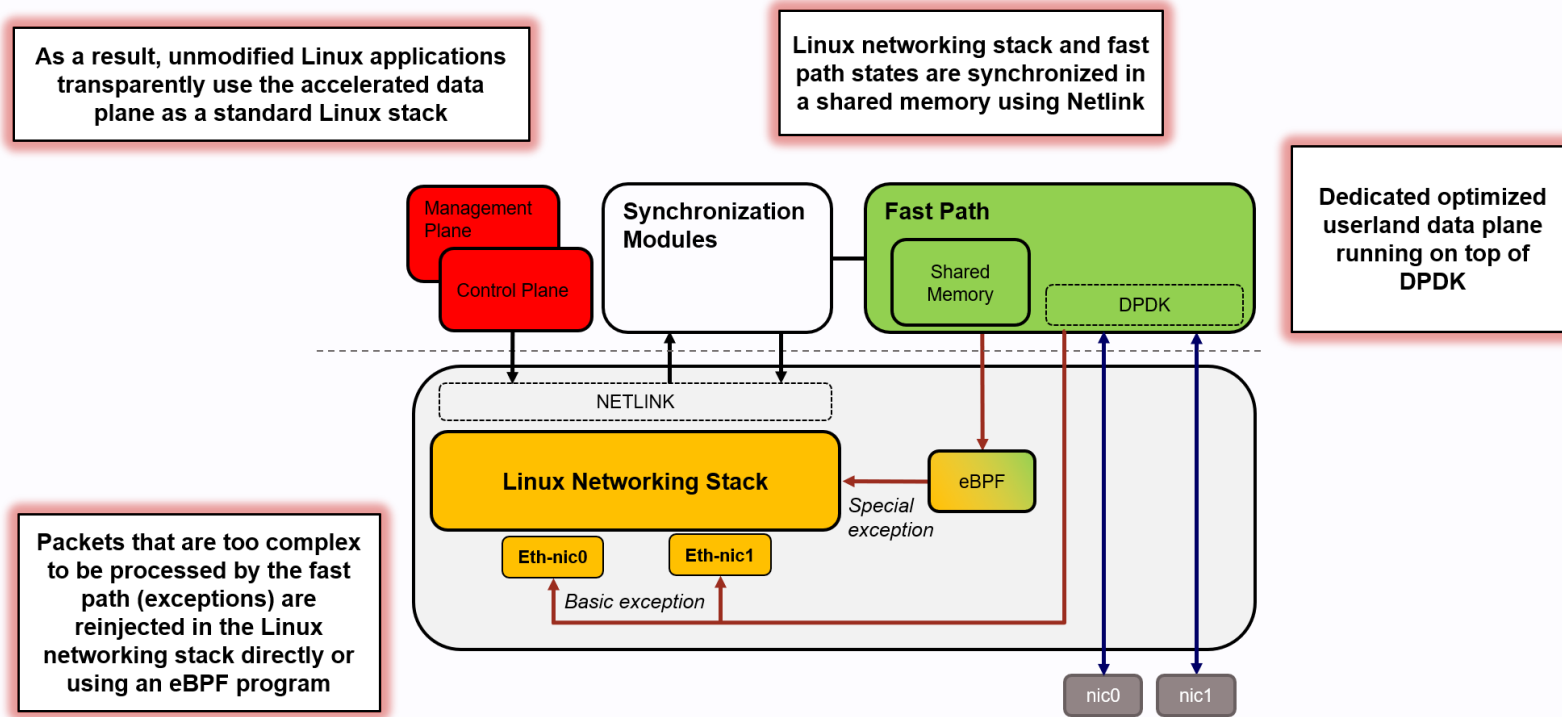 As a result, unmodified Linux applications
transparently use the accelerated data
plane as a standard Linux stack
Linux networking stack and fast
path states are synchronized in
a shared memory using Netlink
Dedicated optimized
userland data plane
running on top of
DPDK
Management
Plane
Control Plane
Synchronization
Modules
Fast Path
Shared
Memory
DPDK
NETLINK
Linux Networking Stack
eBPF
Special
exception
Eth-nic0
Eth-nic1
Basic exception
Packets that are too complex
to be processed by the fast
path (exceptions) are
reinjected in the Linux
networking stack directly or
using an eBPF program
nic0
nic1